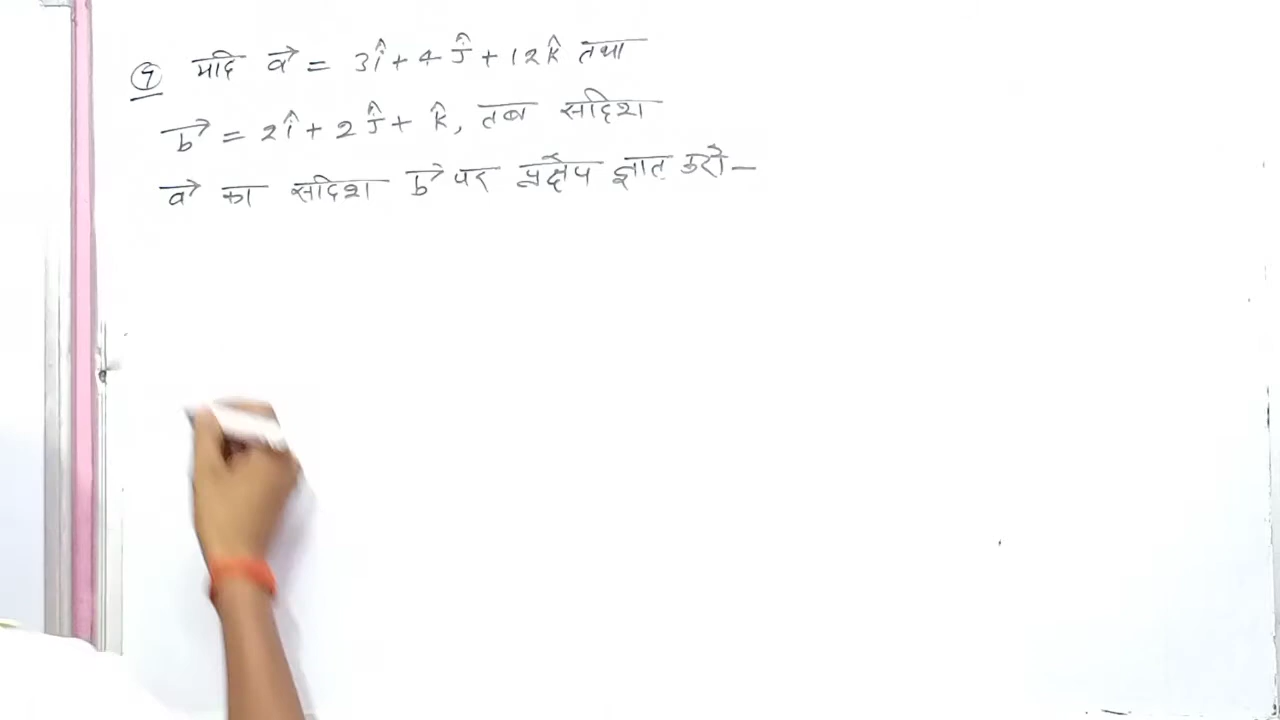 7 यदि a⃗ = 3î + 4ĵ + 12k̂ तथा
b⃗ = 2î + 2ĵ + k̂, तब सदिश
a⃗ का सदिश b⃗ पर प्रक्षेप ज्ञात करो —